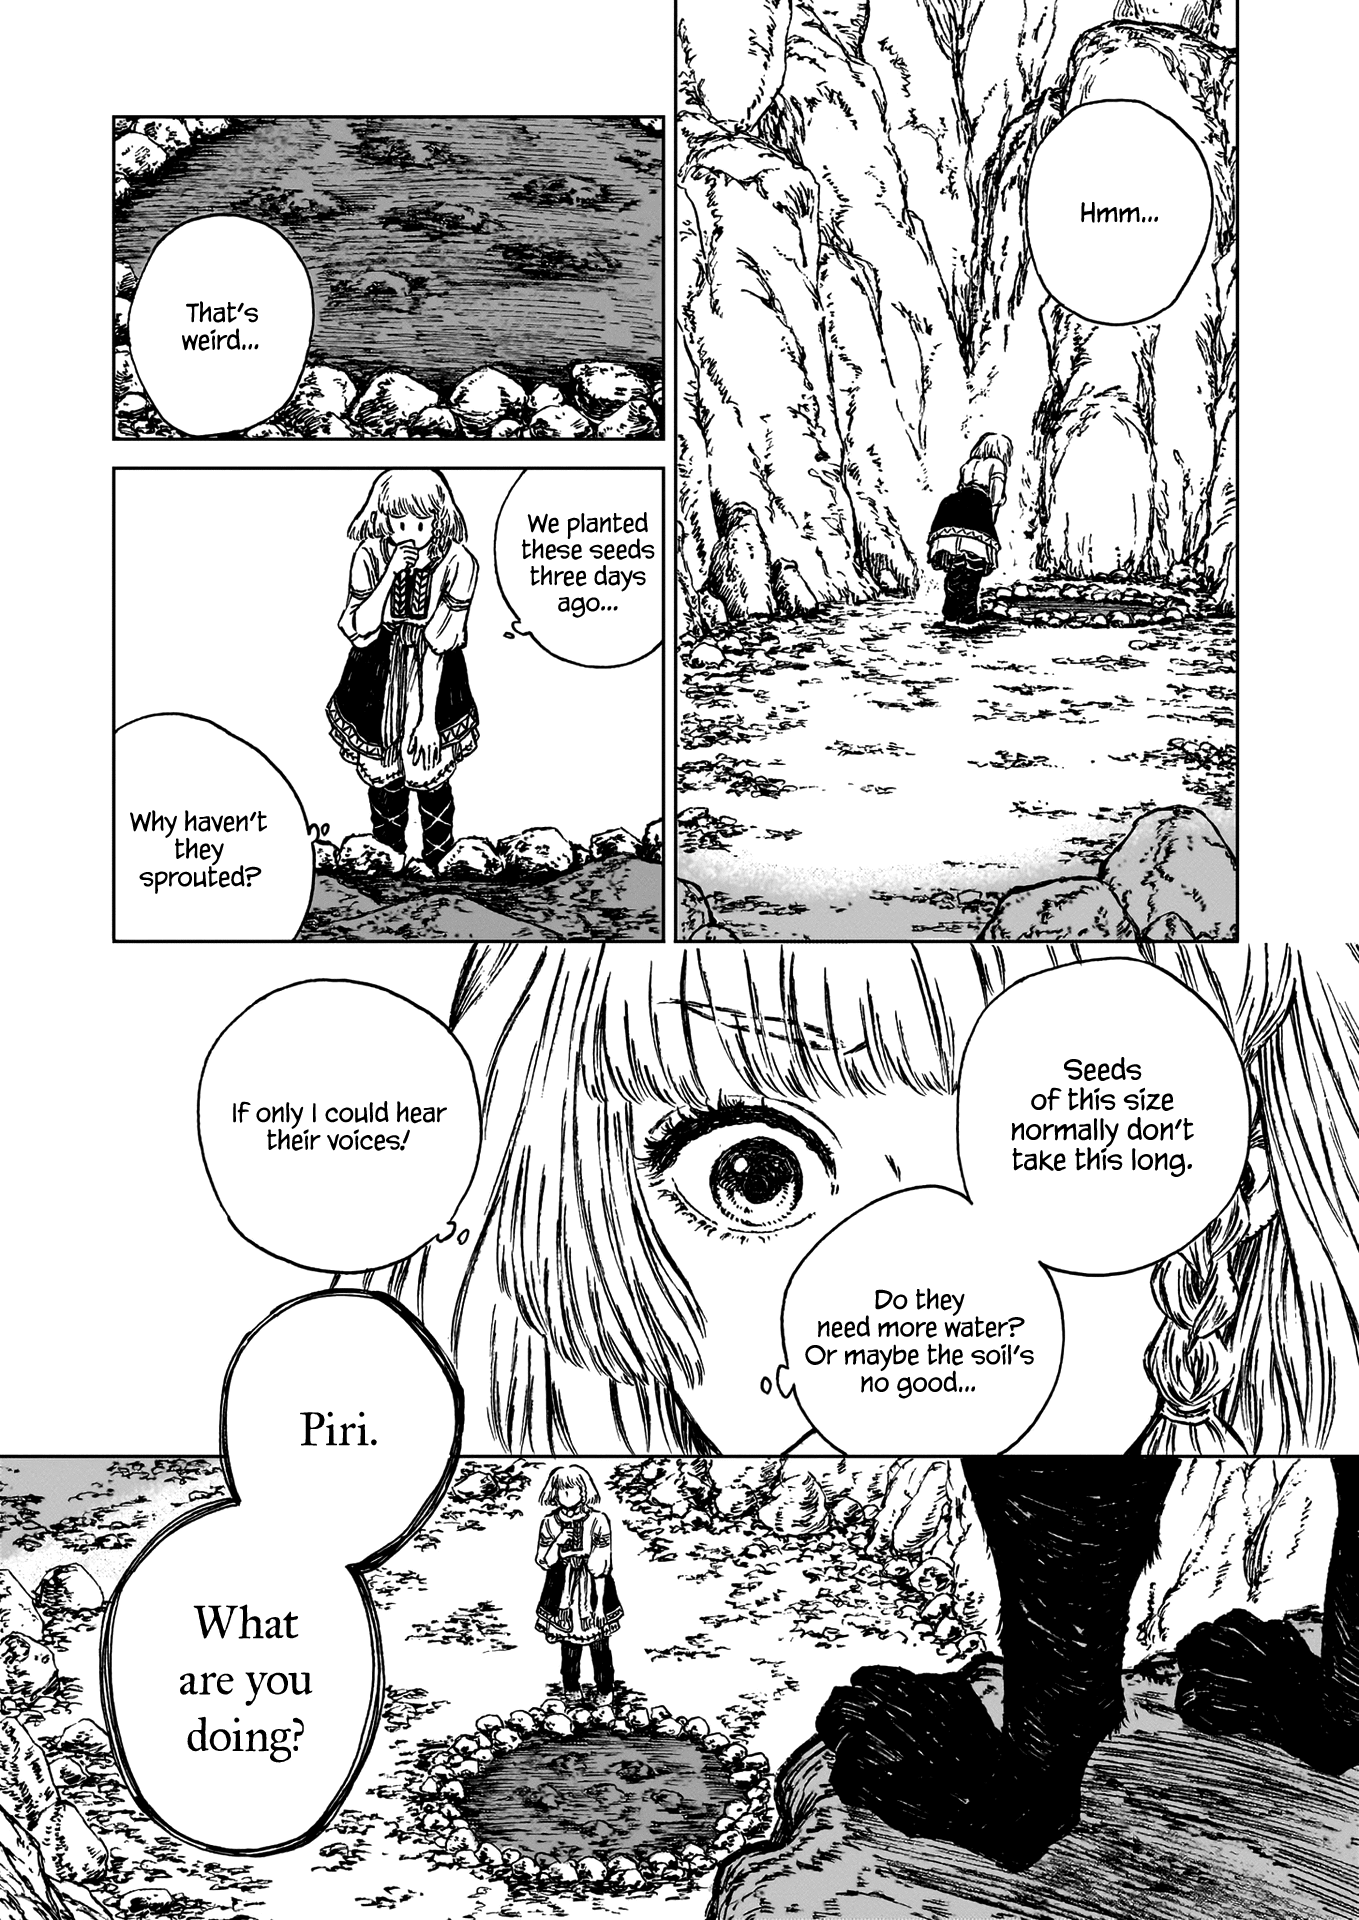 Hmm...
That's
weird...
We planted
these seeds
three days
ago...
Why haven't
they
sprouted?
Seeds
of this size
normally don't
take this long.
Do they
need more water?
Or maybe the soil's
no good...
If only I could hear
their voices!
Piri.
What
are you
doing?